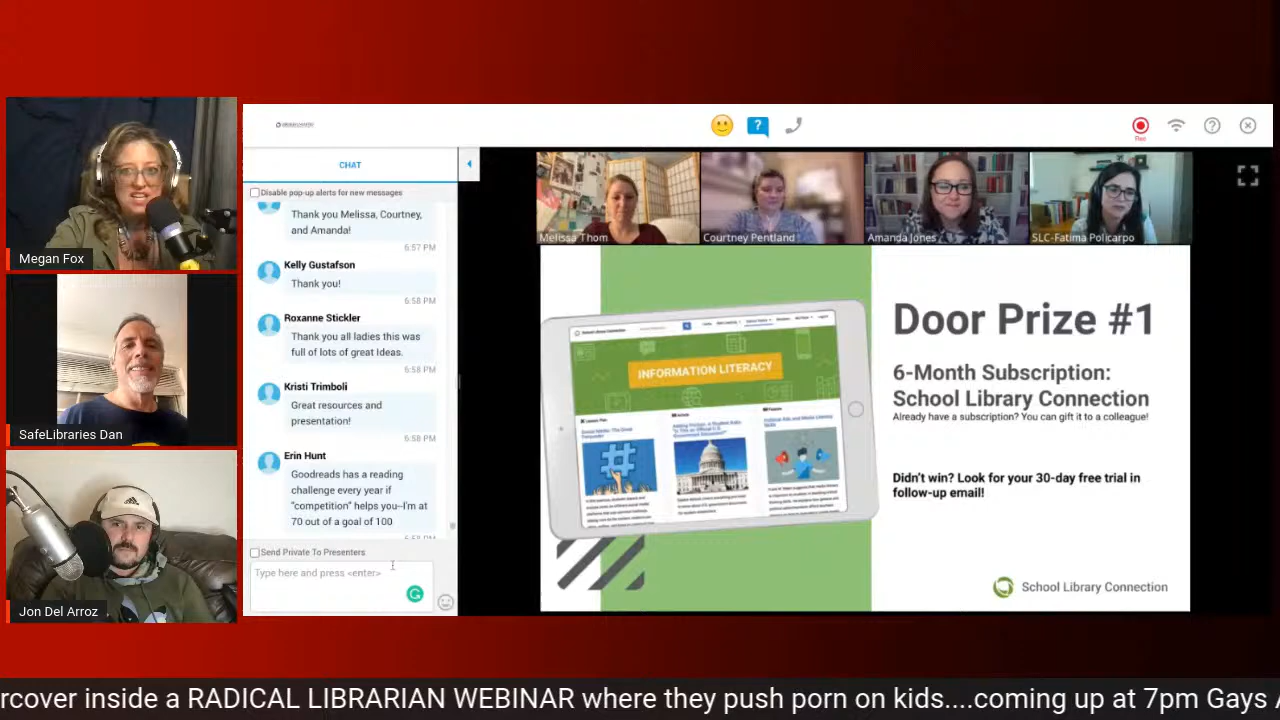 Megan Fox
SafeLibraries Dan
Jon Del Arroz
CHAT
Disable pop-up alerts for new messages
Thank you Melissa, Courtney,
and Amanda!
6:57 PM
Kelly Gustafson
Thank you!
6:58 PM
Roxanne Stickler
Thank you all ladies this was
full of lots of great Ideas.
6:58 PM
Kristi Trimboli
Great resources and
presentation!
6:58 PM
Erin Hunt
Goodreads has a reading
challenge every year if
“competition” helps you--I'm at
70 out of a goal of 100
Send Private To Presenters
Type here and press <enter>
Rec
Melissa Thom
Courtney Pentland
Amanda Jones
SLC-Fatima Policarpo
School Library Connection
INFORMATION LITERACY
Door Prize #1
6-Month Subscription:
School Library Connection
Already have a subscription? You can gift it to a colleague!
Didn't win? Look for your 30-day free trial in
follow-up email!
School Library Connection
rcover inside a RADICAL LIBRARIAN WEBINAR where they push porn on kids....coming up at 7pm Gays